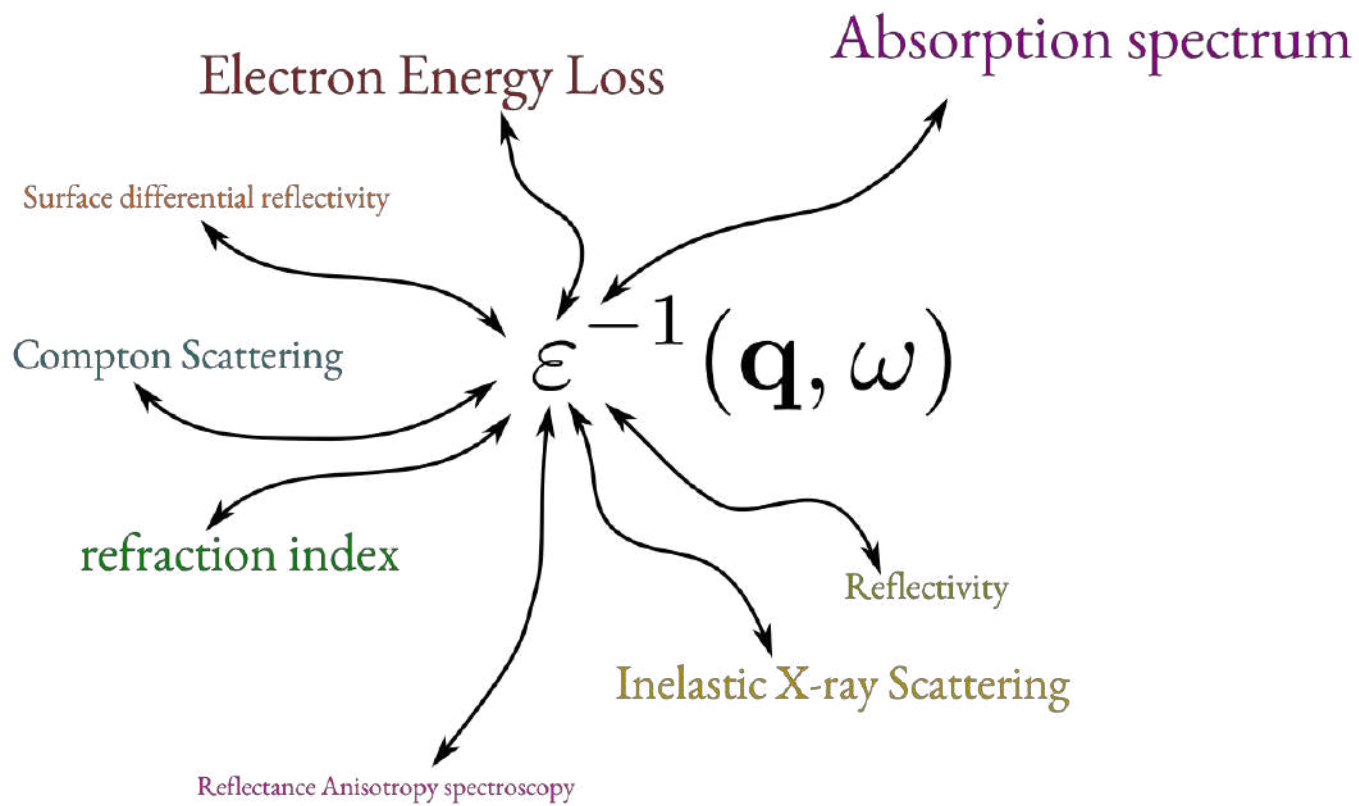 Absorption spectrum
Electron Energy Loss
Surface differential reflectivity
ε⁻¹(q, ω)
Compton Scattering
refraction index
Reflectivity
Inelastic X-ray Scattering
Reflectance Anisotropy spectroscopy